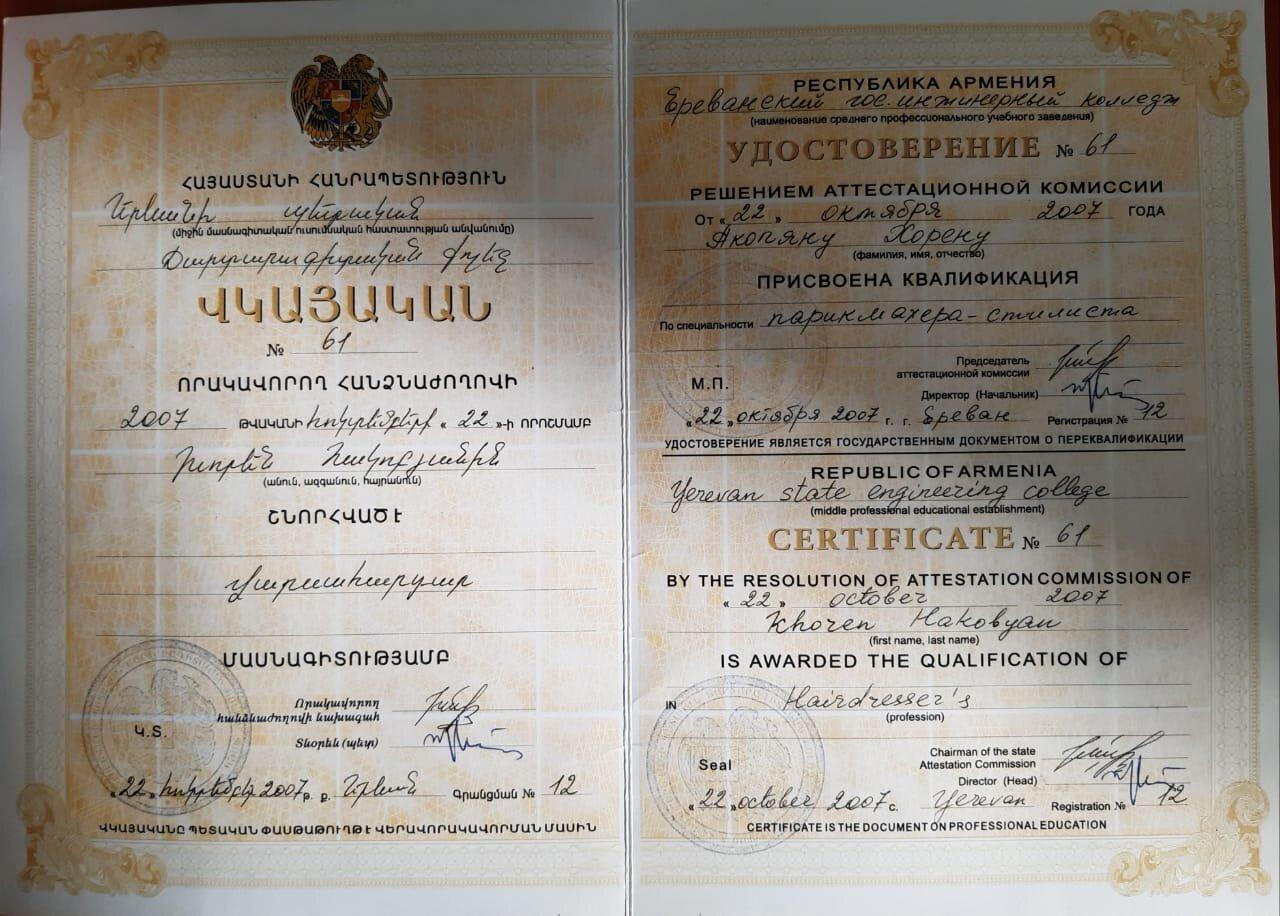 ՀԱՅԱՍՏԱՆԻ ՀԱՆՐԱՊԵՏՈՒԹՅՈՒՆ
Երևանի պետական
(միջին մասնագիտական ուսումնական հաստատության անվանումը)
Ճարտարագիտական քոլեջ
ՎԿԱՅԱԿԱՆ
№ 61
ՈՐԱԿԱՎՈՐՈՂ ՀԱՆՁՆԱԺՈՂՈՎԻ
2007 ԹՎԱԿԱՆԻ հոկտեմբերի « 22 »-Ի ՈՐՈՇՄԱՄԲ
Խորեն Հակոբյանին
(անուն, ազգանուն, հայրանուն)
ՇՆՈՐՀՎԱԾ Է
վարսահարդար
ՄԱՍՆԱԳԻՏՈՒԹՅԱՄԲ
Որակավորող
հանձնաժողովի նախագահ
Տնօրեն (պետ)
Կ.Տ.
«22» հոկտեմբեր 2007թ. ք. Երևան Գրանցման № 12
ՎԿԱՅԱԿԱՆԸ ՊԵՏԱԿԱՆ ՓԱՍՏԱԹՈՒՂԹ Է ՎԵՐԱՈՐԱԿԱՎՈՐՄԱՆ ՄԱՍԻՆ
РЕСПУБЛИКА АРМЕНИЯ
Ереванский гос. инжинерный колледж
(наименование среднего профессионального учебного заведения)
УДОСТОВЕРЕНИЕ № 61
РЕШЕНИЕМ АТТЕСТАЦИОННОЙ КОМИССИИ
От « 22 » октября 2007 ГОДА
Акопяну Хорену
(фамилия, имя, отчество)
ПРИСВОЕНА КВАЛИФИКАЦИЯ
По специальности парикмахера-стилиста
Председатель
аттестационной комиссии
М.П.
Директор (Начальник)
«22» октября 2007 г. г. Ереван Регистрация № 12
УДОСТОВЕРЕНИЕ ЯВЛЯЕТСЯ ГОСУДАРСТВЕННЫМ ДОКУМЕНТОМ О ПЕРЕКВАЛИФИКАЦИИ
REPUBLIC OF ARMENIA
Yerevan state engineering college
(middle professional educational establishment)
CERTIFICATE № 61
BY THE RESOLUTION OF ATTESTATION COMMISSION OF
« 22 » october 2007
Khoren Hakobyan
(first name, last name)
IS AWARDED THE QUALIFICATION OF
IN Hairdresser's
(profession)
Chairman of the state
Attestation Commission
Seal
Director (Head)
«22» october 2007 c. Yerevan Registration № 12
CERTIFICATE IS THE DOCUMENT ON PROFESSIONAL EDUCATION